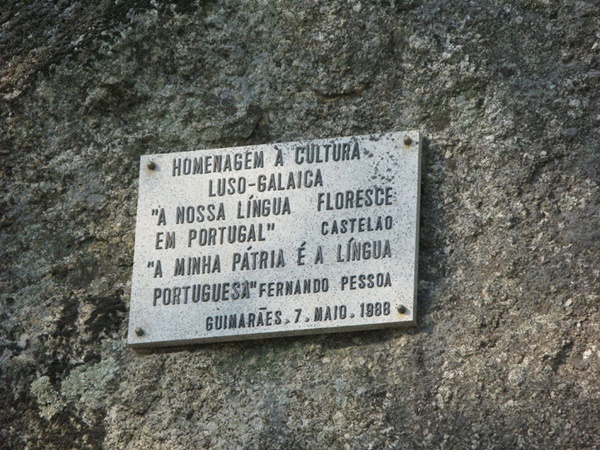 HOMENAGEM À CULTURA
LUSO-GALAICA
"A NOSSA LÍNGUA FLORESCE
EM PORTUGAL" CASTELAO
"A MINHA PÁTRIA É A LÍNGUA
PORTUGUESA" FERNANDO PESSOA
GUIMARÃES. 7. MAIO. 1988